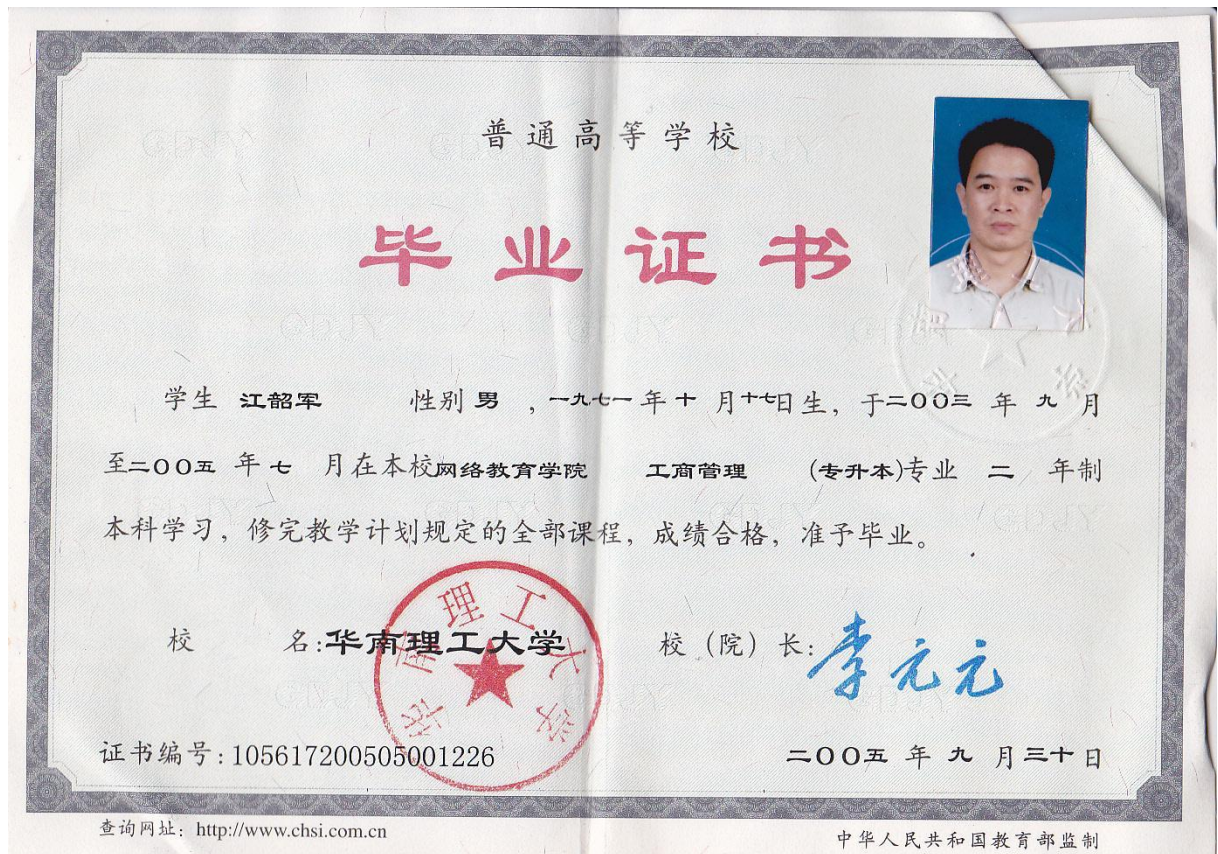 普通高等学校
毕业证书
学生 江韶军 性别 男 ，一九七一年十月十七日生，于二〇〇三年九月
至二〇〇五年七月在本校网络教育学院 工商管理 (专升本)专业 二 年制
本科学习，修完教学计划规定的全部课程，成绩合格，准予毕业。
校 名:华南理工大学 校（院）长:李元元
华南理工大学
证书编号:105617200505001226 二〇〇五年九月三十日
查询网址：http://www.chsi.com.cn 中华人民共和国教育部监制